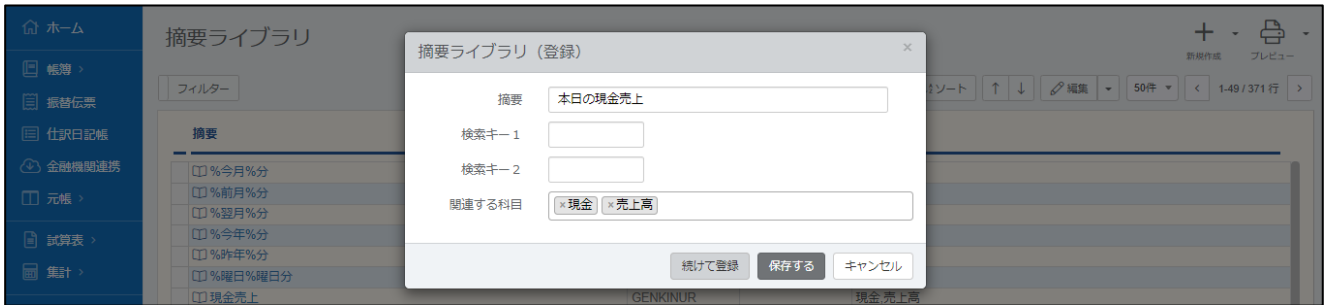 ホーム
帳簿
振替伝票
仕訳日記帳
金融機関連携
元帳
試算表
集計
摘要ライブラリ
新規作成
プレビュー
フィルター
ソート
編集
50件
1-49 / 371 行
摘要
%今月%分
%前月%分
%翌月%分
%今年%分
%昨年%分
%曜日%曜日分
現金売上 GENKINUR 現金,売上高
摘要ライブラリ（登録） ×
摘要 本日の現金売上
検索キー1
検索キー2
関連する科目 ×現金 ×売上高
続けて登録 保存する キャンセル